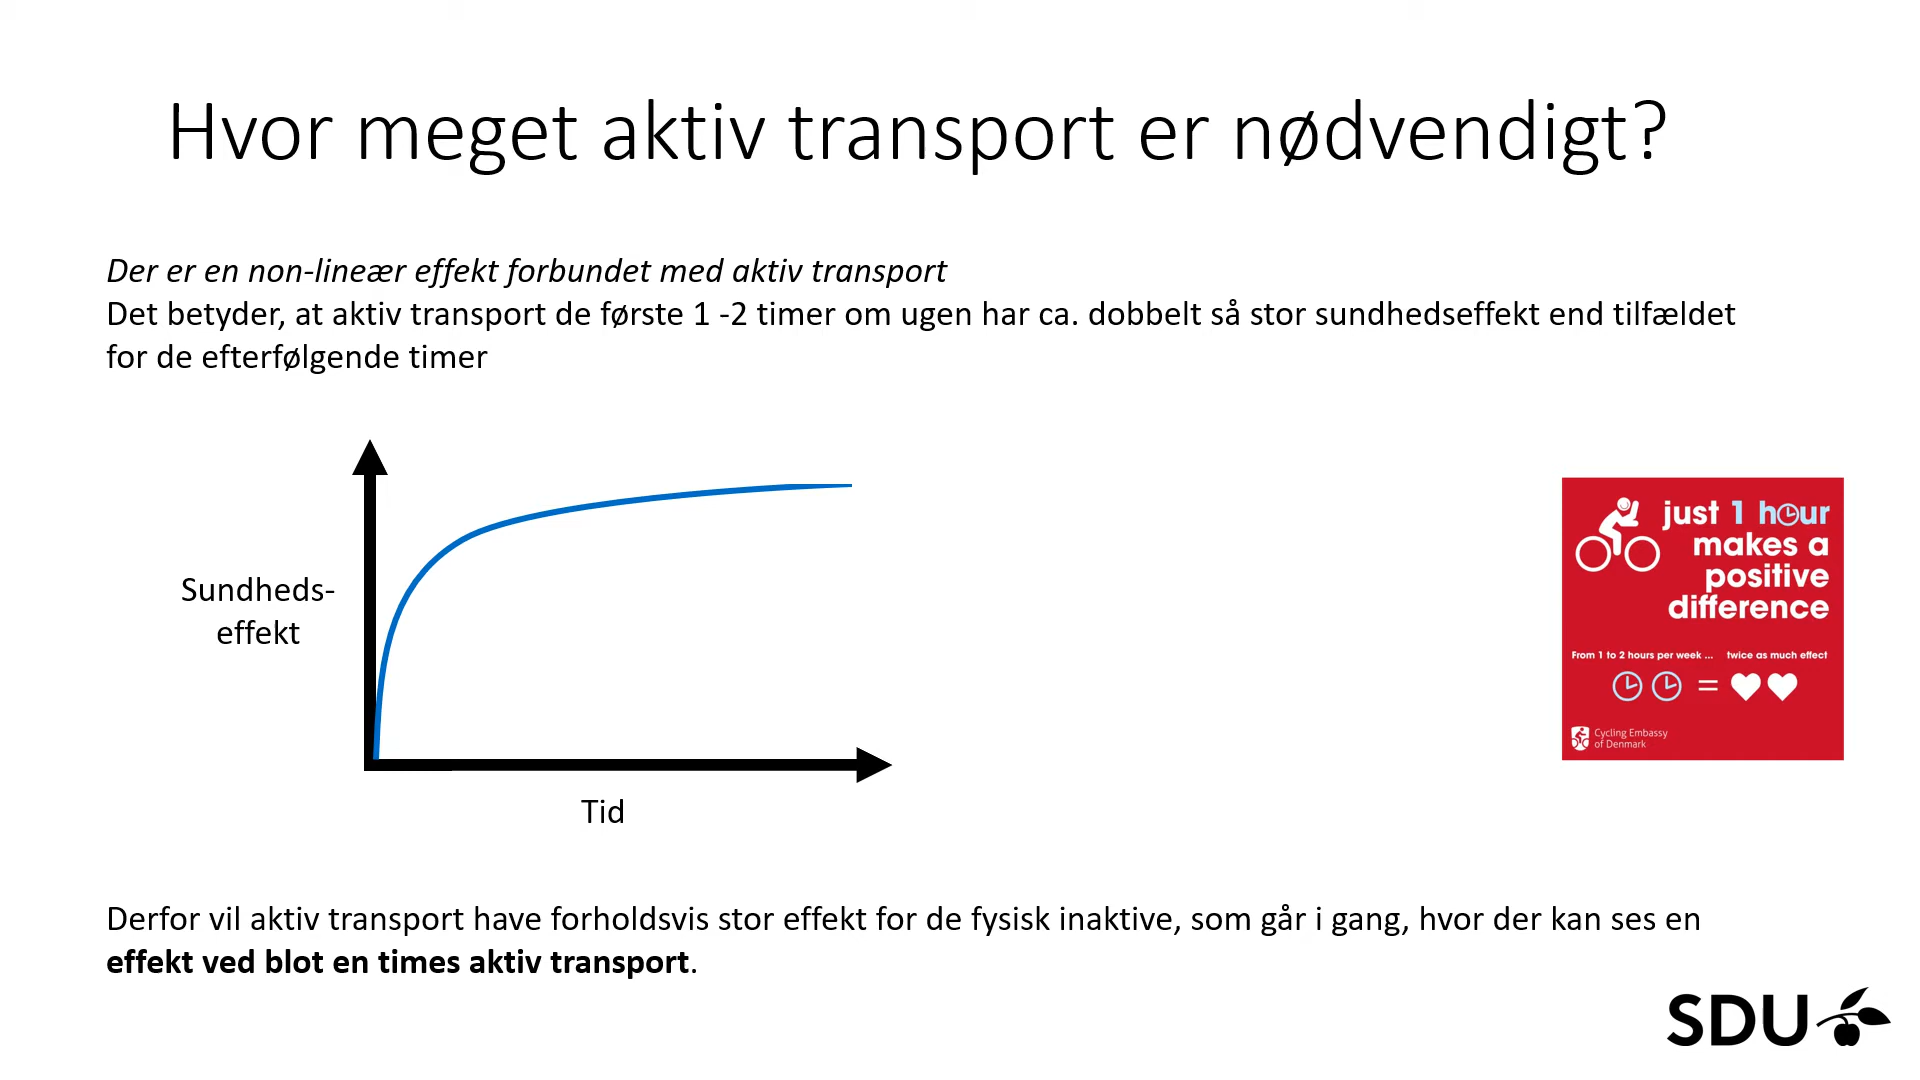 Hvor meget aktiv transport er nødvendigt?
Der er en non-lineær effekt forbundet med aktiv transport
Det betyder, at aktiv transport de første 1 -2 timer om ugen har ca. dobbelt så stor sundhedseffekt end tilfældet
for de efterfølgende timer
Sundheds-
effekt
Tid
just 1 hour
makes a
positive
difference
From 1 to 2 hours per week ... twice as much effect
=
Cycling Embassy
of Denmark
Derfor vil aktiv transport have forholdsvis stor effekt for de fysisk inaktive, som går i gang, hvor der kan ses en
effekt ved blot en times aktiv transport.
SDU